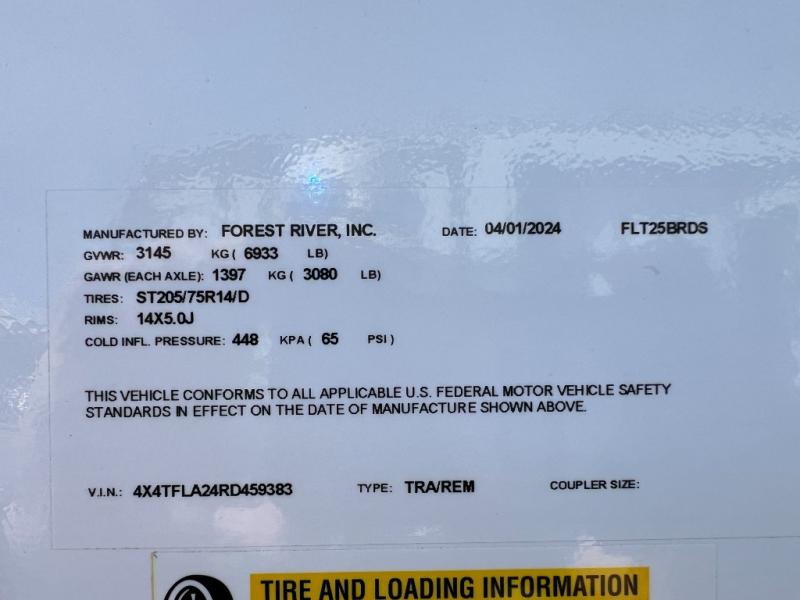 MANUFACTURED BY: FOREST RIVER, INC. DATE: 04/01/2024 FLT25BRDS
GVWR: 3145 KG ( 6933 LB)
GAWR (EACH AXLE): 1397 KG ( 3080 LB)
TIRES: ST205/75R14/D
RIMS: 14X5.0J
COLD INFL. PRESSURE: 448 KPA ( 65 PSI )
THIS VEHICLE CONFORMS TO ALL APPLICABLE U.S. FEDERAL MOTOR VEHICLE SAFETY
STANDARDS IN EFFECT ON THE DATE OF MANUFACTURE SHOWN ABOVE.
V.I.N.: 4X4TFLA24RD459383 TYPE: TRA/REM COUPLER SIZE:
TIRE AND LOADING INFORMATION